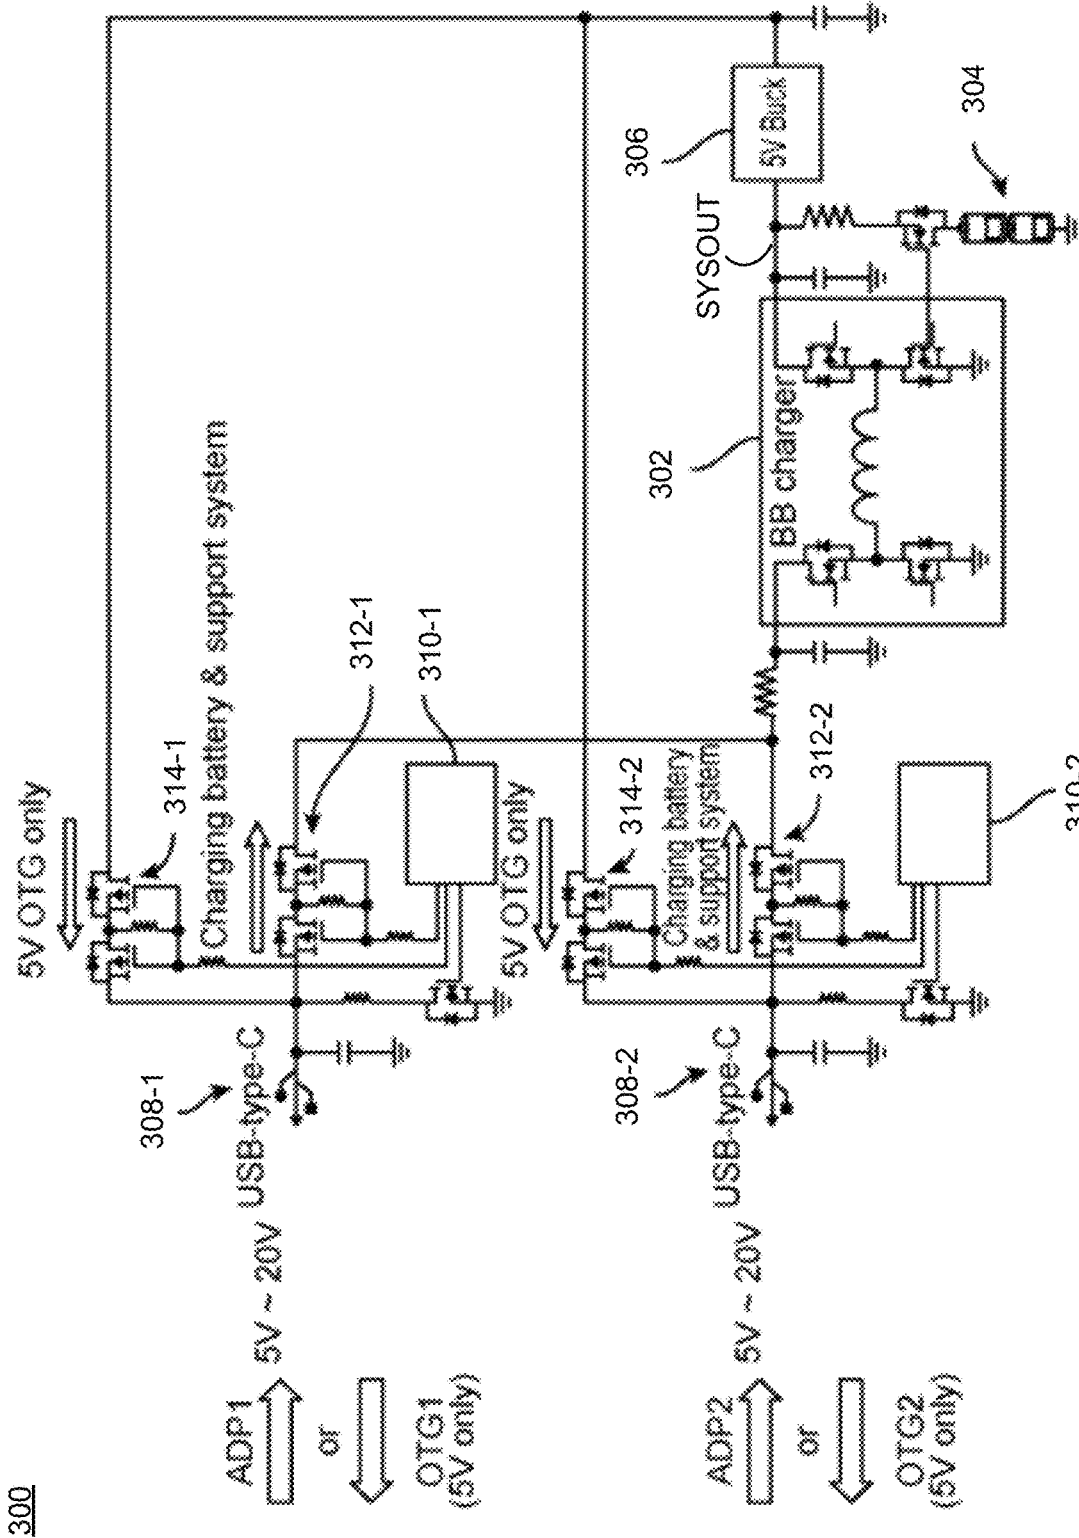 300
ADP1
or
OTG1
(5V only)
5V ~ 20V
USB-type-C
308-1
5V OTG only
314-1
Charging battery & support system
312-1
310-1
ADP2
or
OTG2
(5V only)
5V ~ 20V
USB-type-C
308-2
5V OTG only
314-2
Charging battery
& support system
312-2
310-2
BB charger
302
SYSOUT
306
5V Buck
304